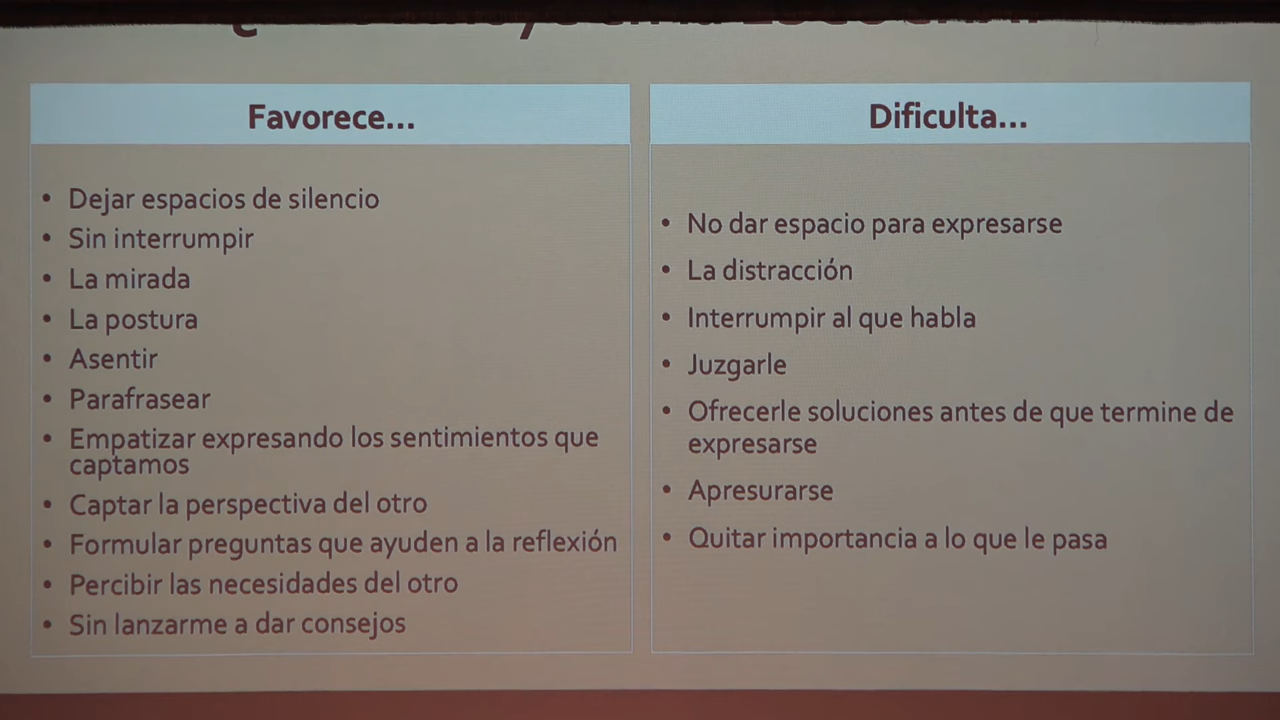 Favorece...
• Dejar espacios de silencio
• Sin interrumpir
• La mirada
• La postura
• Asentir
• Parafrasear
• Empatizar expresando los sentimientos que
captamos
• Captar la perspectiva del otro
• Formular preguntas que ayuden a la reflexión
• Percibir las necesidades del otro
• Sin lanzarme a dar consejos
Dificulta...
• No dar espacio para expresarse
• La distracción
• Interrumpir al que habla
• Juzgarle
• Ofrecerle soluciones antes de que termine de
expresarse
• Apresurarse
• Quitar importancia a lo que le pasa